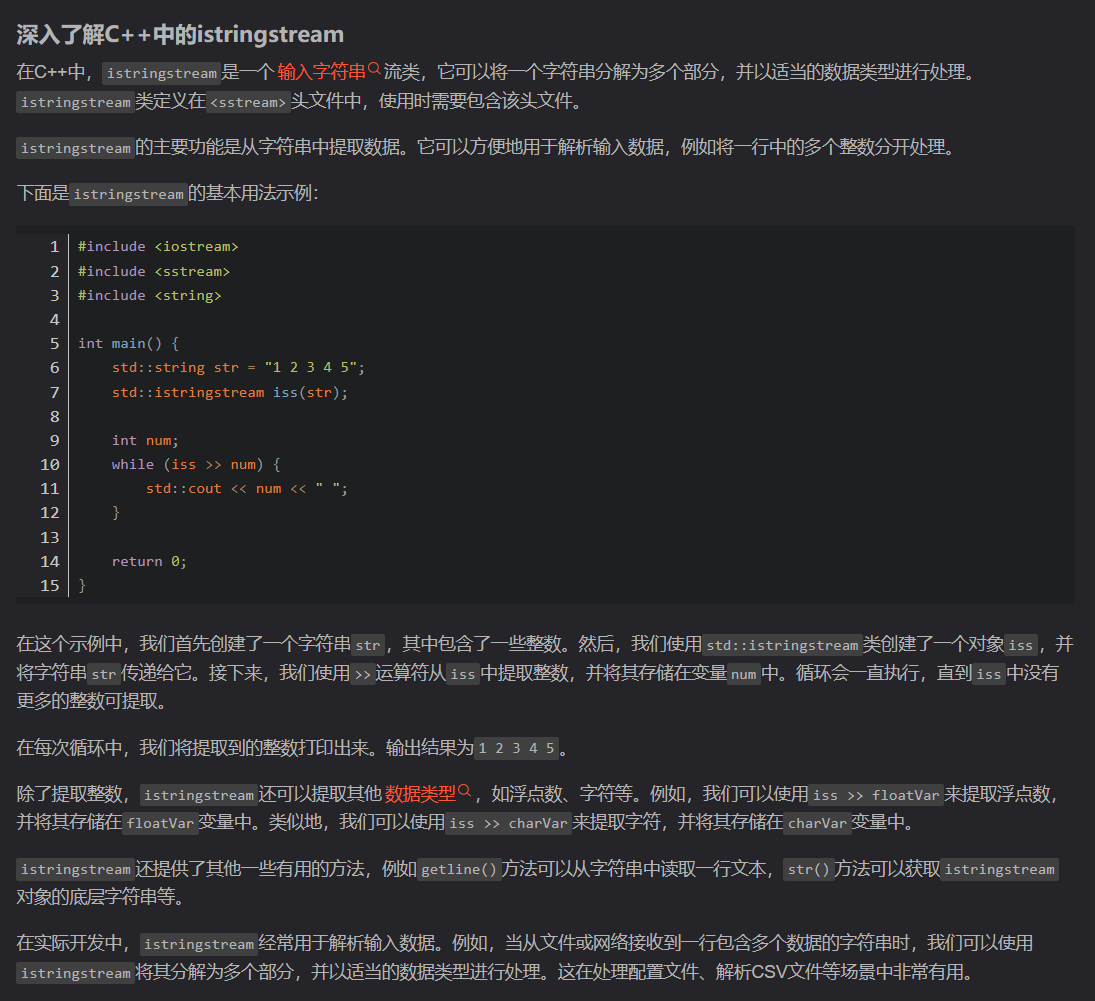 深入了解C++中的istringstream
在C++中，istringstream是一个输入字符串流类，它可以将一个字符串分解为多个部分，并以适当的数据类型进行处理。
istringstream类定义在<sstream>头文件中，使用时需要包含该头文件。
istringstream的主要功能是从字符串中提取数据。它可以方便地用于解析输入数据，例如将一行中的多个整数分开处理。
下面是istringstream的基本用法示例：
1 #include <iostream>
2 #include <sstream>
3 #include <string>
4
5 int main() {
6     std::string str = "1 2 3 4 5";
7     std::istringstream iss(str);
8
9     int num;
10     while (iss >> num) {
11         std::cout << num << " ";
12     }
13
14     return 0;
15 }
在这个示例中，我们首先创建了一个字符串str，其中包含了一些整数。然后，我们使用std::istringstream类创建了一个对象iss，并
将字符串str传递给它。接下来，我们使用>>运算符从iss中提取整数，并将其存储在变量num中。循环会一直执行，直到iss中没有
更多的整数可提取。
在每次循环中，我们将提取到的整数打印出来。输出结果为1 2 3 4 5。
除了提取整数，istringstream还可以提取其他数据类型，如浮点数、字符等。例如，我们可以使用iss >> floatVar来提取浮点数，
并将其存储在floatVar变量中。类似地，我们可以使用iss >> charVar来提取字符，并将其存储在charVar变量中。
istringstream还提供了其他一些有用的方法，例如getline()方法可以从字符串中读取一行文本，str()方法可以获取istringstream
对象的底层字符串等。
在实际开发中，istringstream经常用于解析输入数据。例如，当从文件或网络接收到一行包含多个数据的字符串时，我们可以使用
istringstream将其分解为多个部分，并以适当的数据类型进行处理。这在处理配置文件、解析CSV文件等场景中非常有用。